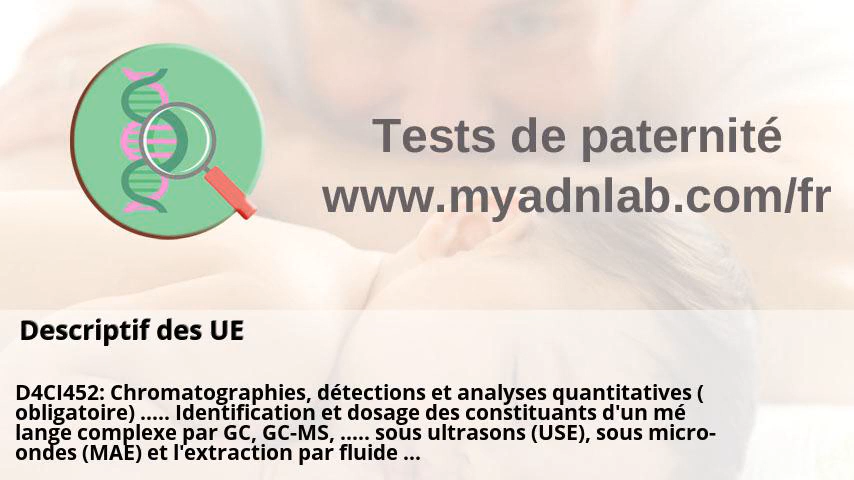 Tests de paternité
www.myadnlab.com/fr
Descriptif des UE
D4CI452: Chromatographies, détections et analyses quantitatives (
obligatoire) ..... Identification et dosage des constituants d'un mé
lange complexe par GC, GC-MS, ..... sous ultrasons (USE), sous micro-
ondes (MAE) et l'extraction par fluide ...